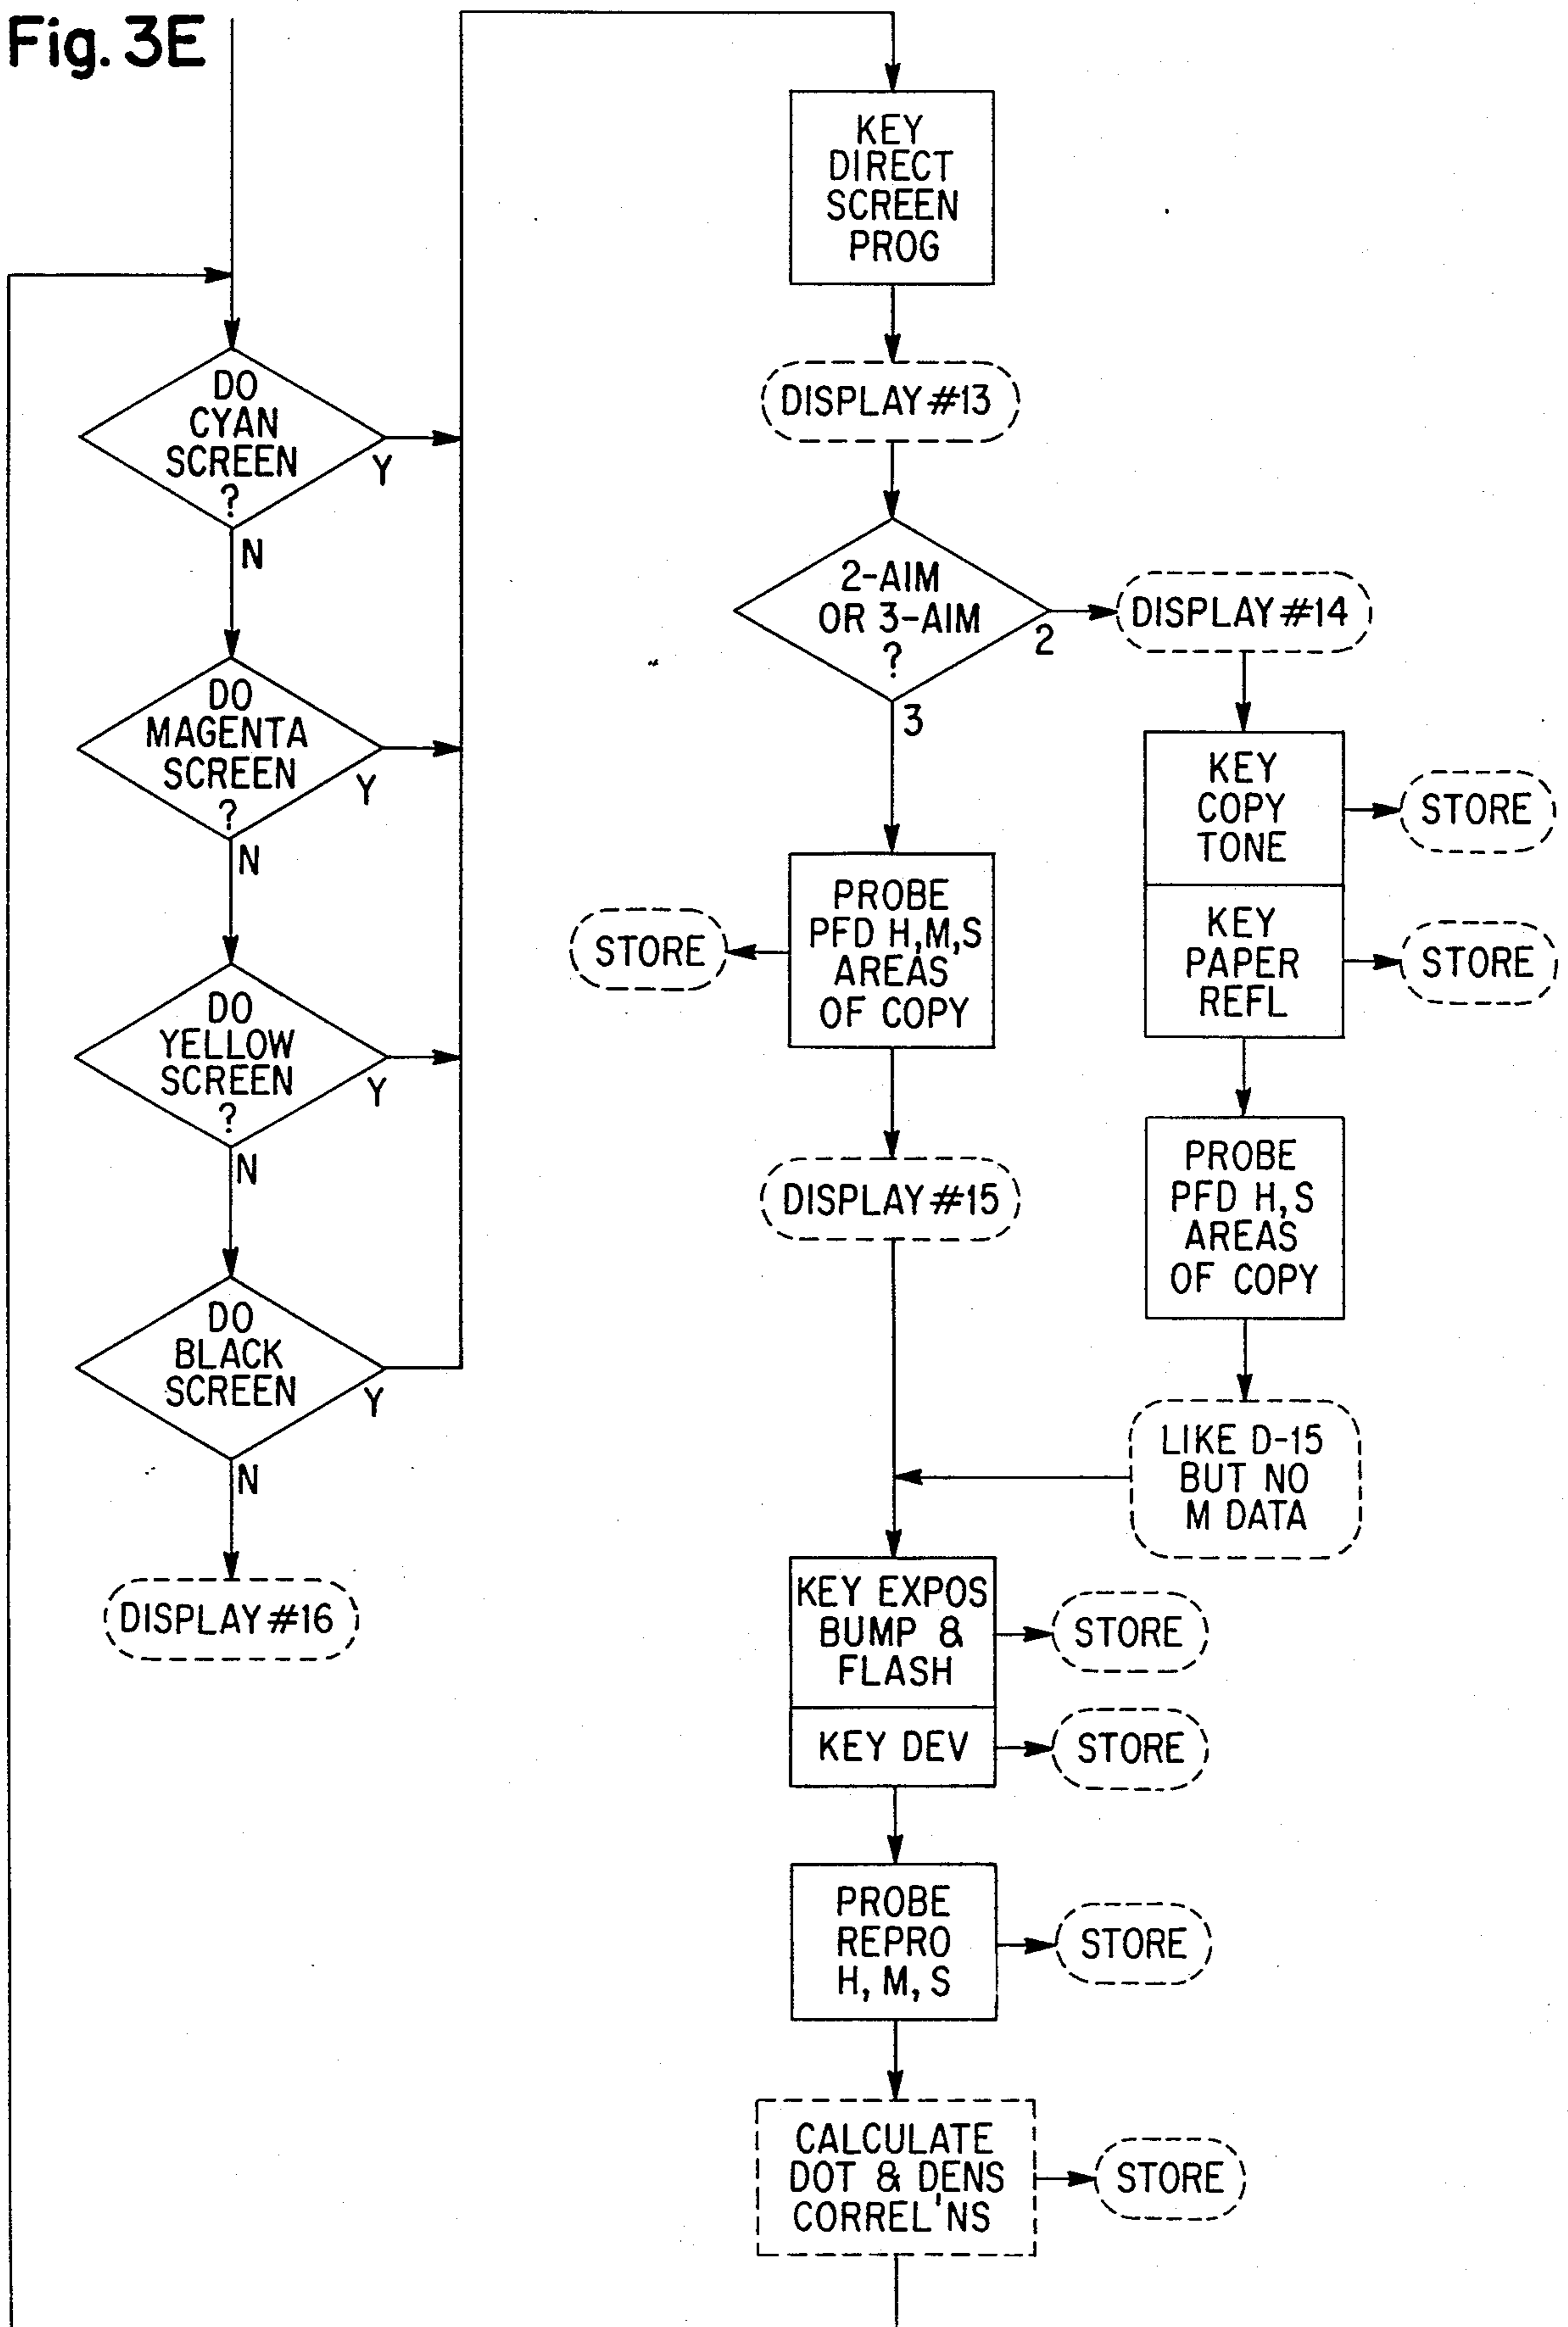 Fig. 3E
DO
CYAN
SCREEN
?
Y
N
DO
MAGENTA
SCREEN
?
Y
N
DO
YELLOW
SCREEN
?
Y
N
DO
BLACK
SCREEN
Y
N
DISPLAY #16
KEY
DIRECT
SCREEN
PROG
DISPLAY #13
2-AIM
OR 3-AIM
?
2
3
DISPLAY #14
KEY
COPY
TONE
STORE
KEY
PAPER
REFL
STORE
PROBE
PFD H,S
AREAS
OF COPY
LIKE D-15
BUT NO
M DATA
PROBE
PFD H,M,S
AREAS
OF COPY
STORE
DISPLAY #15
KEY EXPOS
BUMP &
FLASH
STORE
KEY DEV
STORE
PROBE
REPRO
H, M, S
STORE
CALCULATE
DOT & DENS
CORREL'NS
STORE